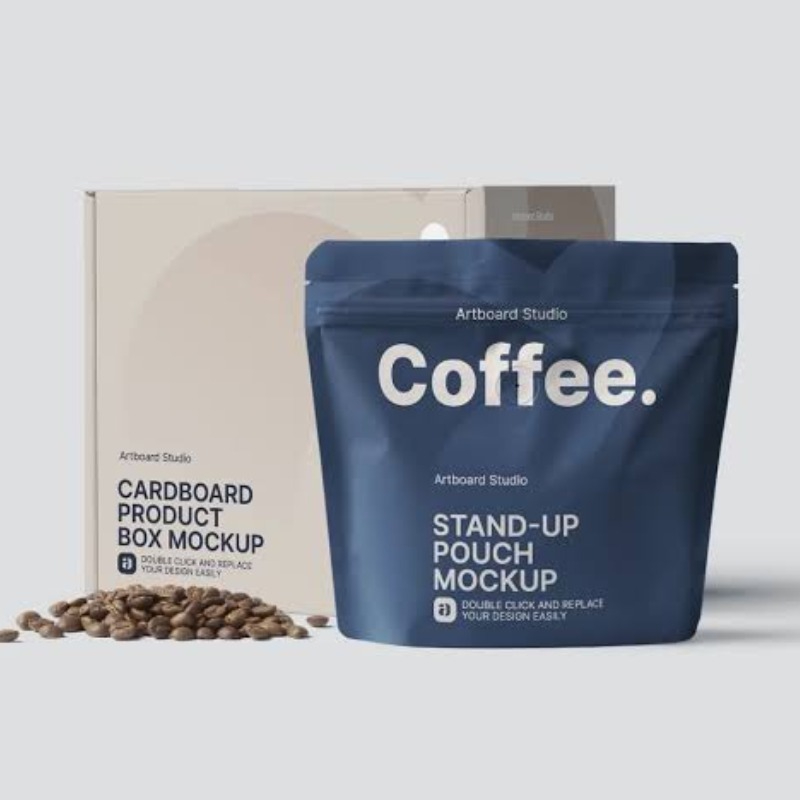 Artboard Studio
CARDBOARD
PRODUCT
BOX MOCKUP
a
DOUBLE CLICK AND REPLACE
YOUR DESIGN EASILY
Artboard Studio
Coffee.
Artboard Studio
STAND-UP
POUCH
MOCKUP
a
DOUBLE CLICK AND REPLACE
YOUR DESIGN EASILY